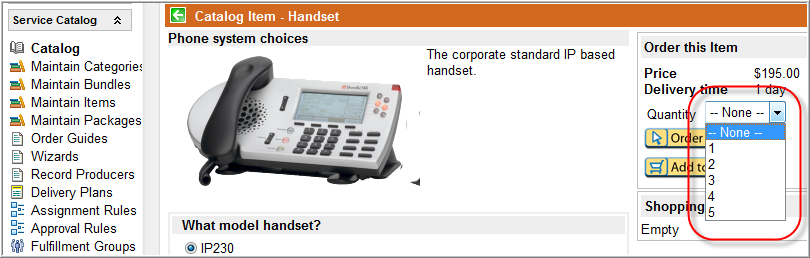 Service Catalog
Catalog
Maintain Categories
Maintain Bundles
Maintain Items
Maintain Packages
Order Guides
Wizards
Record Producers
Delivery Plans
Assignment Rules
Approval Rules
Fulfillment Groups
Catalog Item - Handset
Phone system choices
The corporate standard IP based
handset.
What model handset?
IP230
Order this Item
Price $195.00
Delivery time 1 day
Quantity -- None --
-- None --
1
2
3
4
5
Order
Add to
Shopping
Empty